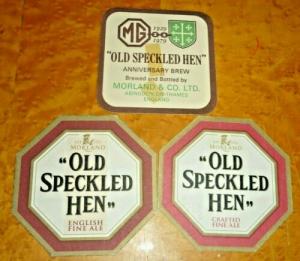 MG
1929
1979
"OLD SPECKLED HEN"
ANNIVERSARY BREW
Brewed and Bottled by
MORLAND & CO. LTD.
ABINGDON-ON-THAMES
ENGLAND
MORLAND
"OLD
SPECKLED
HEN"
ENGLISH
FINE ALE
MORLAND
"OLD
SPECKLED
HEN"
CRAFTED
FINE ALE